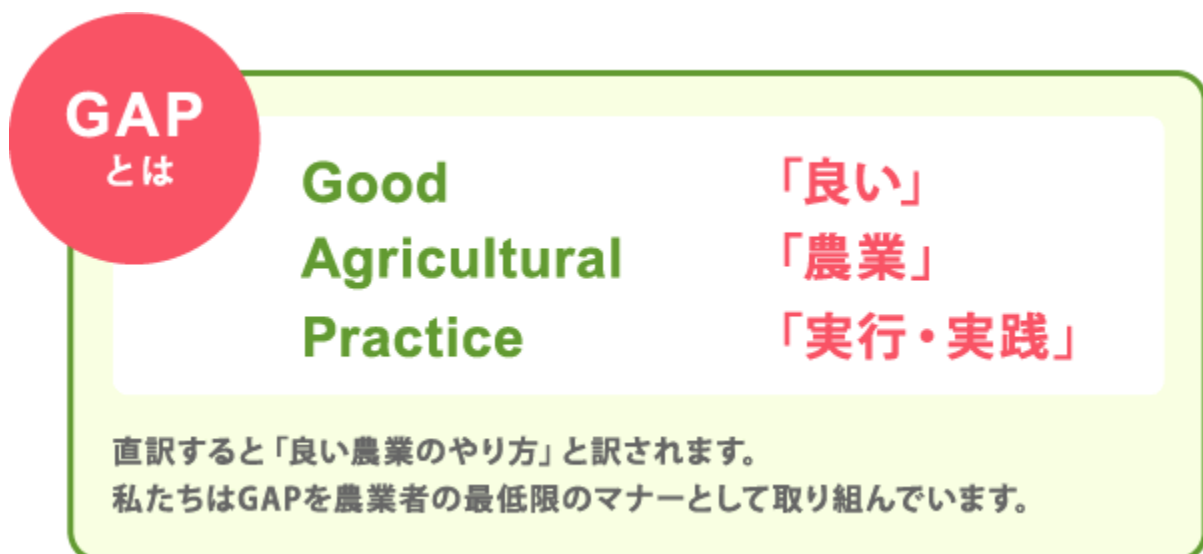 GAP
とは
Good 「良い」
Agricultural 「農業」
Practice 「実行・実践」
直訳すると「良い農業のやり方」と訳されます。
私たちはGAPを農業者の最低限のマナーとして取り組んでいます。